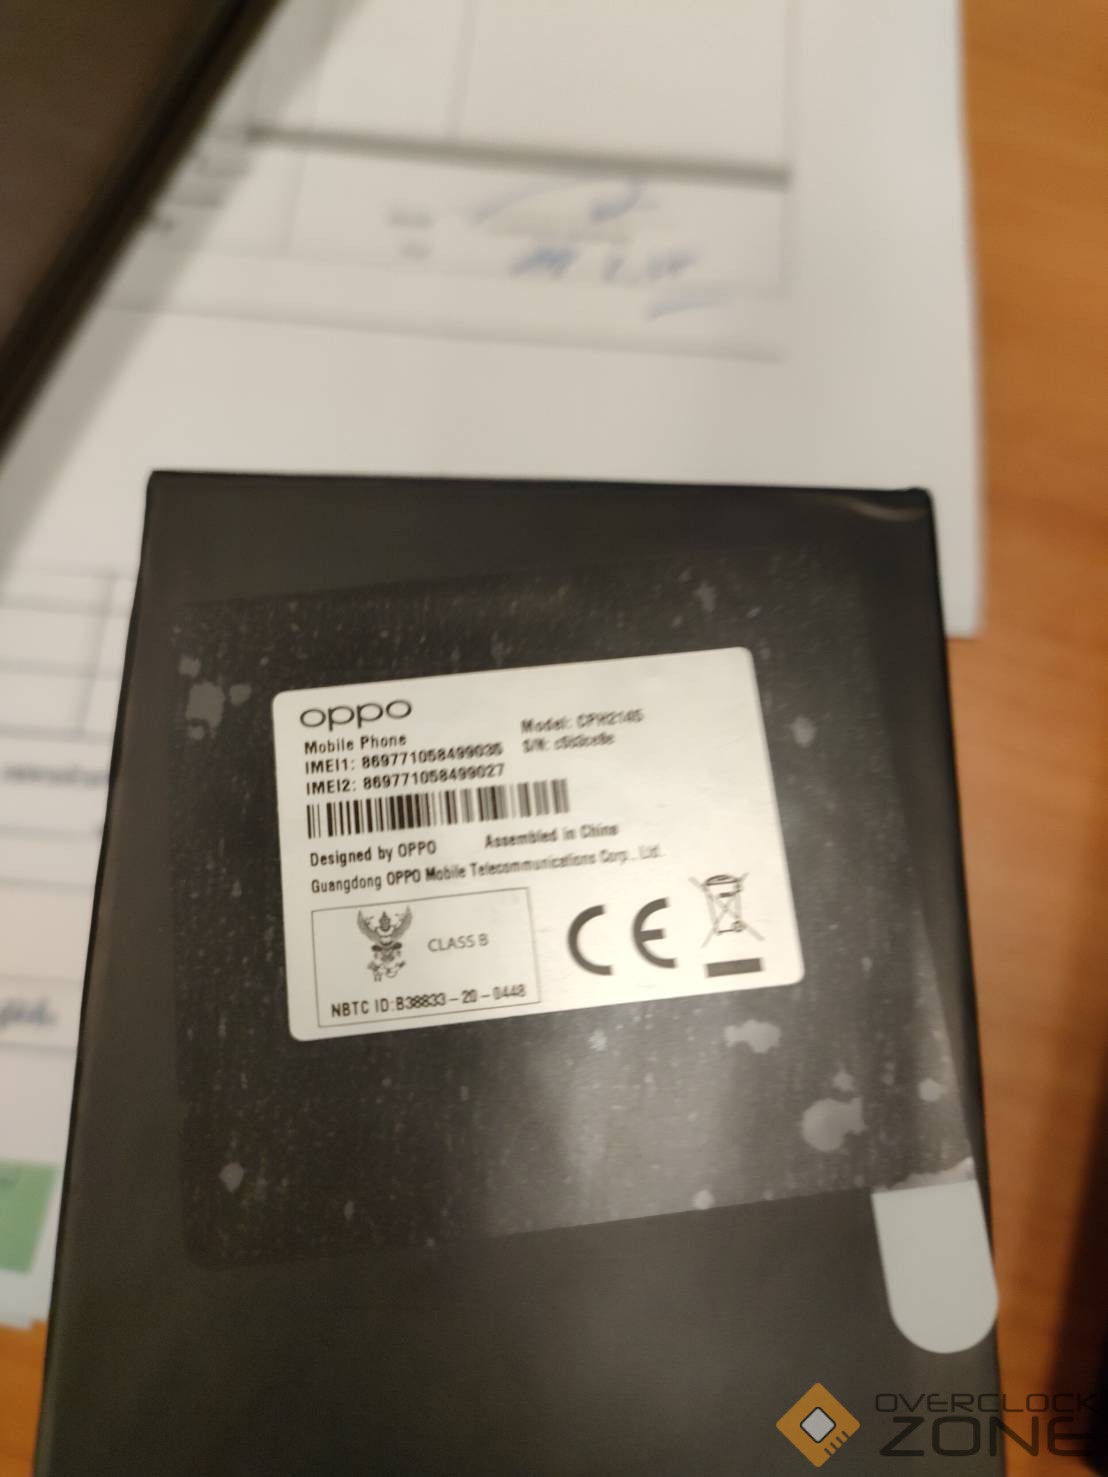 oppo
Mobile Phone
Model: CPH2145
IMEI1: 869771058499035
S/N:
IMEI2: 869771058499027
Designed by OPPO Assembled in China
Guangdong OPPO Mobile Telecommunications Corp., Ltd.
CLASS B
CE
NBTC ID:B38833-20-0448
OVERCLOCK
ZONE